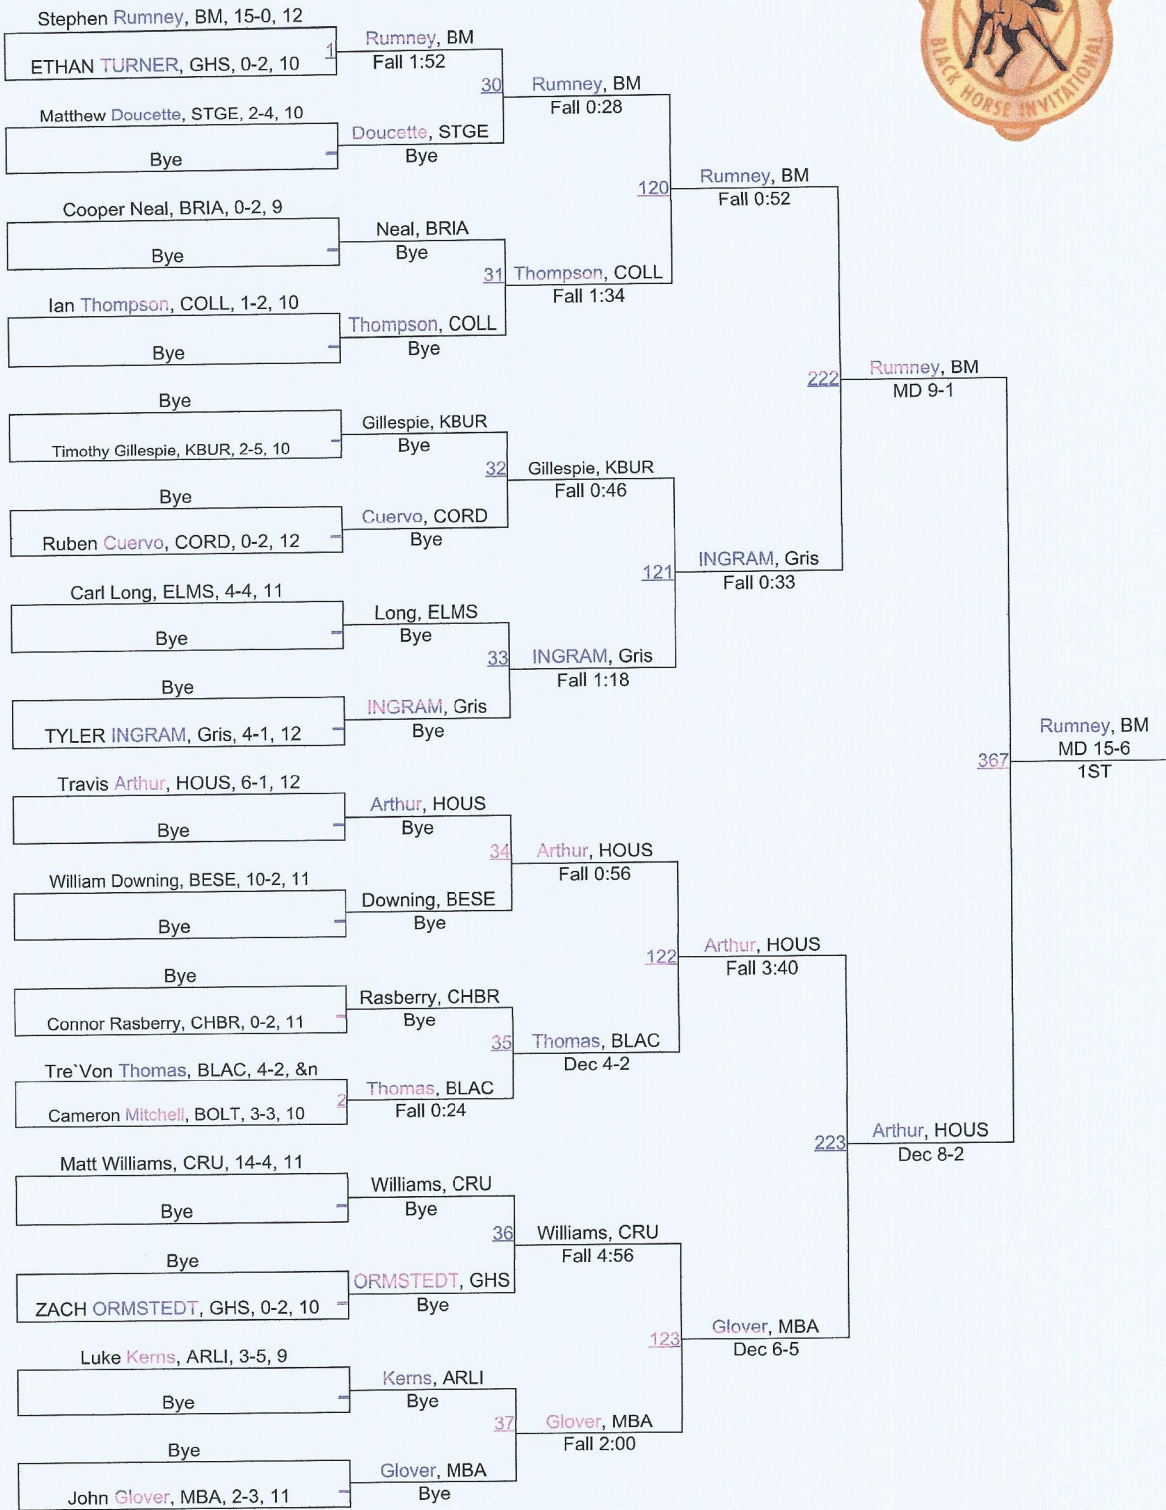 BLACK HORSE INVITATIONAL
Stephen Rumney, BM, 15-0, 12
ETHAN TURNER, GHS, 0-2, 10
1
Matthew Doucette, STGE, 2-4, 10
Bye
Cooper Neal, BRIA, 0-2, 9
Bye
Ian Thompson, COLL, 1-2, 10
Bye
Bye
Timothy Gillespie, KBUR, 2-5, 10
Bye
Ruben Cuervo, CORD, 0-2, 12
Carl Long, ELMS, 4-4, 11
Bye
Bye
TYLER INGRAM, Gris, 4-1, 12
Travis Arthur, HOUS, 6-1, 12
Bye
William Downing, BESE, 10-2, 11
Bye
Bye
Connor Rasberry, CHBR, 0-2, 11
Tre`Von Thomas, BLAC, 4-2, &n
Cameron Mitchell, BOLT, 3-3, 10
2
Matt Williams, CRU, 14-4, 11
Bye
Bye
ZACH ORMSTEDT, GHS, 0-2, 10
Luke Kerns, ARLI, 3-5, 9
Bye
Bye
John Glover, MBA, 2-3, 11
Rumney, BM
Fall 1:52
30
Doucette, STGE
Bye
Neal, BRIA
Bye
31
Thompson, COLL
Bye
Gillespie, KBUR
Bye
32
Cuervo, CORD
Bye
Long, ELMS
Bye
33
INGRAM, Gris
Bye
Arthur, HOUS
Bye
34
Downing, BESE
Bye
Rasberry, CHBR
Bye
35
Thomas, BLAC
Fall 0:24
Williams, CRU
Bye
36
ORMSTEDT, GHS
Bye
Kerns, ARLI
Bye
37
Glover, MBA
Bye
Rumney, BM
Fall 0:28
120
Thompson, COLL
Fall 1:34
Gillespie, KBUR
Fall 0:46
121
INGRAM, Gris
Fall 1:18
Arthur, HOUS
Fall 0:56
122
Thomas, BLAC
Dec 4-2
Williams, CRU
Fall 4:56
123
Glover, MBA
Fall 2:00
Rumney, BM
Fall 0:52
222
INGRAM, Gris
Fall 0:33
Arthur, HOUS
Fall 3:40
223
Glover, MBA
Dec 6-5
Rumney, BM
MD 9-1
367
Arthur, HOUS
Dec 8-2
Rumney, BM
MD 15-6
1ST